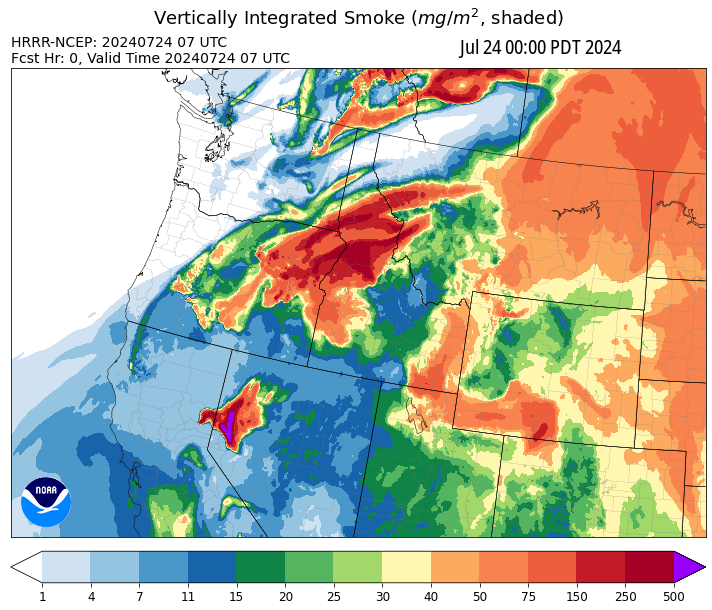 Vertically Integrated Smoke (mg/m², shaded)
HRRR-NCEP: 20240724 07 UTC
Jul 24 00:00 PDT 2024
Fcst Hr: 0, Valid Time 20240724 07 UTC
NOAA
1 4 7 11 15 20 25 30 40 50 75 150 250 500